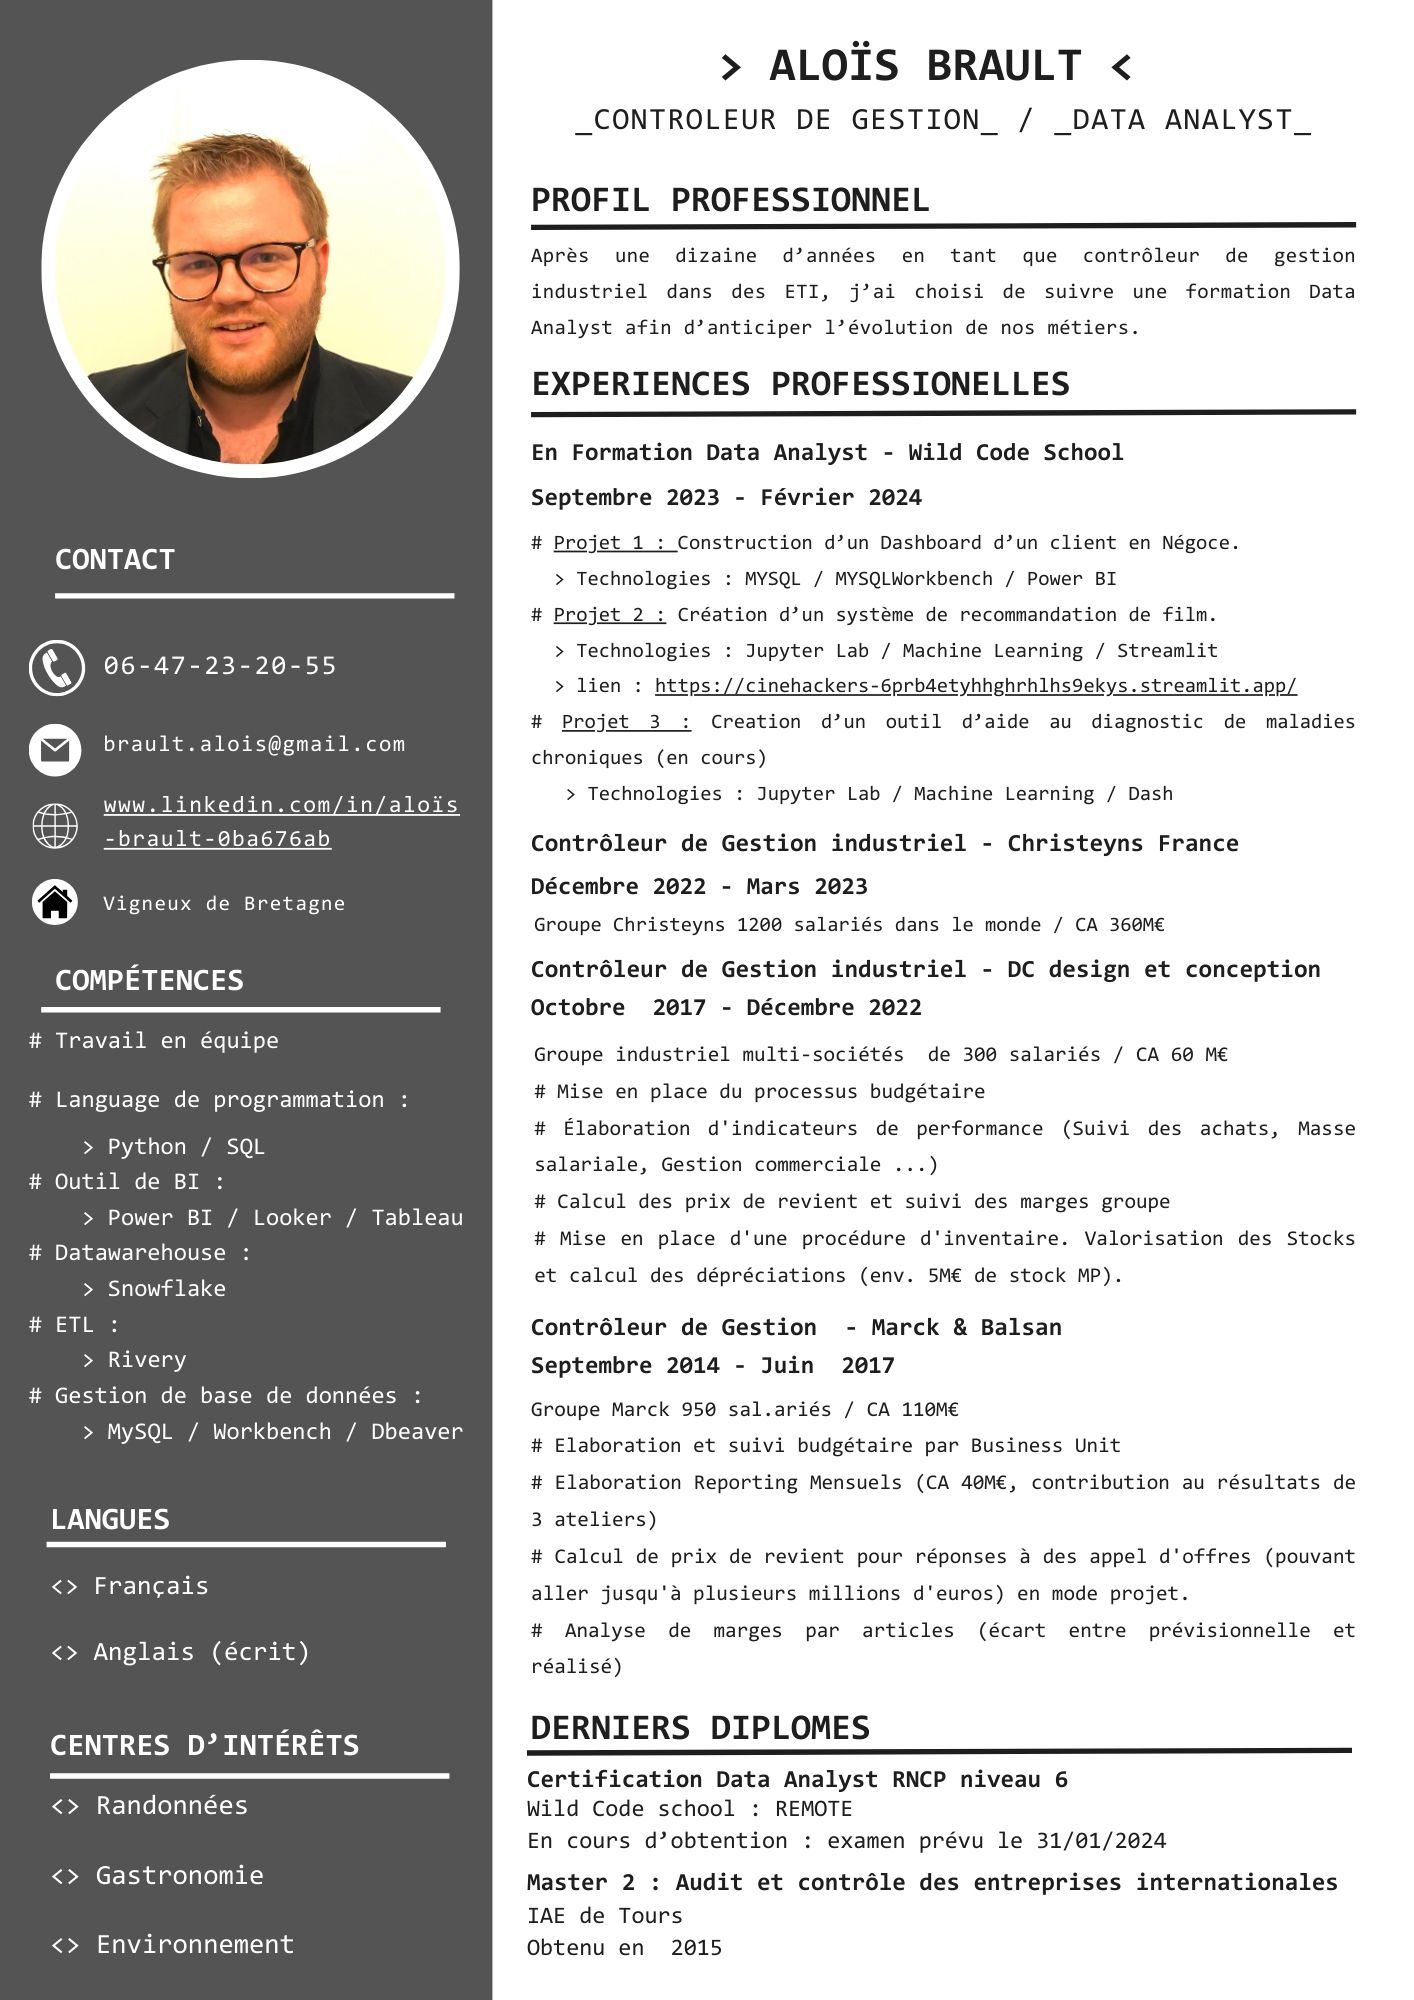 > ALOÏS BRAULT <
_CONTROLEUR DE GESTION_ / _DATA ANALYST_
CONTACT
06-47-23-20-55
brault.alois@gmail.com
www.linkedin.com/in/aloïs
-brault-0ba676ab
Vigneux de Bretagne
COMPÉTENCES
# Travail en équipe
# Language de programmation :
> Python / SQL
# Outil de BI :
> Power BI / Looker / Tableau
# Datawarehouse :
> Snowflake
# ETL :
> Rivery
# Gestion de base de données :
> MySQL / Workbench / Dbeaver
LANGUES
<> Français
<> Anglais (écrit)
CENTRES D’INTÉRÊTS
<> Randonnées
<> Gastronomie
<> Environnement
PROFIL PROFESSIONNEL
Après une dizaine d’années en tant que contrôleur de gestion
industriel dans des ETI, j’ai choisi de suivre une formation Data
Analyst afin d’anticiper l’évolution de nos métiers.
EXPERIENCES PROFESSIONELLES
En Formation Data Analyst - Wild Code School
Septembre 2023 - Février 2024
# Projet 1 : Construction d’un Dashboard d’un client en Négoce.
> Technologies : MYSQL / MYSQLWorkbench / Power BI
# Projet 2 : Création d’un système de recommandation de film.
> Technologies : Jupyter Lab / Machine Learning / Streamlit
> lien : https://cinehackers-6prb4etyhhghrhlhs9ekys.streamlit.app/
# Projet 3 : Creation d’un outil d’aide au diagnostic de maladies
chroniques (en cours)
> Technologies : Jupyter Lab / Machine Learning / Dash
Contrôleur de Gestion industriel - Christeyns France
Décembre 2022 - Mars 2023
Groupe Christeyns 1200 salariés dans le monde / CA 360M€
Contrôleur de Gestion industriel - DC design et conception
Octobre 2017 - Décembre 2022
Groupe industriel multi-sociétés de 300 salariés / CA 60 M€
# Mise en place du processus budgétaire
# Élaboration d'indicateurs de performance (Suivi des achats, Masse
salariale, Gestion commerciale ...)
# Calcul des prix de revient et suivi des marges groupe
# Mise en place d'une procédure d'inventaire. Valorisation des Stocks
et calcul des dépréciations (env. 5M€ de stock MP).
Contrôleur de Gestion - Marck & Balsan
Septembre 2014 - Juin 2017
Groupe Marck 950 sal.ariés / CA 110M€
# Elaboration et suivi budgétaire par Business Unit
# Elaboration Reporting Mensuels (CA 40M€, contribution au résultats de
3 ateliers)
# Calcul de prix de revient pour réponses à des appel d'offres (pouvant
aller jusqu'à plusieurs millions d'euros) en mode projet.
# Analyse de marges par articles (écart entre prévisionnelle et
réalisé)
DERNIERS DIPLOMES
Certification Data Analyst RNCP niveau 6
Wild Code school : REMOTE
En cours d’obtention : examen prévu le 31/01/2024
Master 2 : Audit et contrôle des entreprises internationales
IAE de Tours
Obtenu en 2015